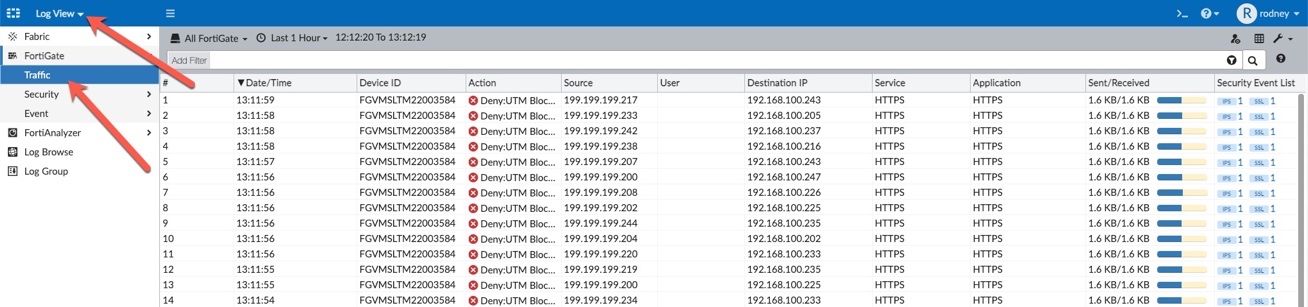 Log View rodney
R
Fabric All FortiGate Last 1 Hour 12:12:20 To 13:12:19
FortiGate Add Filter
Traffic # Date/Time Device ID Action Source User Destination IP Service Application Sent/Received Security Event List
Security 1 13:11:59 FGVMSLTM22003584 Deny:UTM Bloc... 199.199.199.217 192.168.100.243 HTTPS HTTPS 1.6 KB/1.6 KB IPS 1 SSL 1
Event 2 13:11:58 FGVMSLTM22003584 Deny:UTM Bloc... 199.199.199.233 192.168.100.205 HTTPS HTTPS 1.6 KB/1.6 KB IPS 1 SSL 1
FortiAnalyzer 3 13:11:58 FGVMSLTM22003584 Deny:UTM Bloc... 199.199.199.242 192.168.100.237 HTTPS HTTPS 1.6 KB/1.6 KB IPS 1 SSL 1
Log Browse 4 13:11:58 FGVMSLTM22003584 Deny:UTM Bloc... 199.199.199.238 192.168.100.216 HTTPS HTTPS 1.6 KB/1.6 KB IPS 1 SSL 1
Log Group 5 13:11:57 FGVMSLTM22003584 Deny:UTM Bloc... 199.199.199.207 192.168.100.243 HTTPS HTTPS 1.6 KB/1.6 KB IPS 1 SSL 1
6 13:11:56 FGVMSLTM22003584 Deny:UTM Bloc... 199.199.199.200 192.168.100.247 HTTPS HTTPS 1.6 KB/1.6 KB IPS 1 SSL 1
7 13:11:56 FGVMSLTM22003584 Deny:UTM Bloc... 199.199.199.208 192.168.100.226 HTTPS HTTPS 1.6 KB/1.6 KB IPS 1 SSL 1
8 13:11:56 FGVMSLTM22003584 Deny:UTM Bloc... 199.199.199.202 192.168.100.225 HTTPS HTTPS 1.6 KB/1.6 KB IPS 1 SSL 1
9 13:11:56 FGVMSLTM22003584 Deny:UTM Bloc... 199.199.199.244 192.168.100.235 HTTPS HTTPS 1.6 KB/1.6 KB IPS 1 SSL 1
10 13:11:56 FGVMSLTM22003584 Deny:UTM Bloc... 199.199.199.204 192.168.100.202 HTTPS HTTPS 1.6 KB/1.6 KB IPS 1 SSL 1
11 13:11:56 FGVMSLTM22003584 Deny:UTM Bloc... 199.199.199.220 192.168.100.233 HTTPS HTTPS 1.6 KB/1.6 KB IPS 1 SSL 1
12 13:11:55 FGVMSLTM22003584 Deny:UTM Bloc... 199.199.199.219 192.168.100.235 HTTPS HTTPS 1.6 KB/1.6 KB IPS 1 SSL 1
13 13:11:55 FGVMSLTM22003584 Deny:UTM Bloc... 199.199.199.200 192.168.100.225 HTTPS HTTPS 1.6 KB/1.6 KB IPS 1 SSL 1
14 13:11:54 FGVMSLTM22003584 Deny:UTM Bloc... 199.199.199.234 192.168.100.233 HTTPS HTTPS 1.6 KB/1.6 KB IPS 1 SSL 1